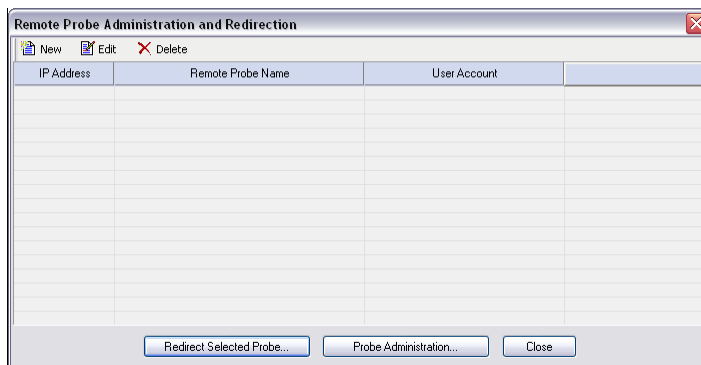 Remote Probe Administration and Redirection
New Edit Delete
IP Address Remote Probe Name User Account
Redirect Selected Probe... Probe Administration... Close